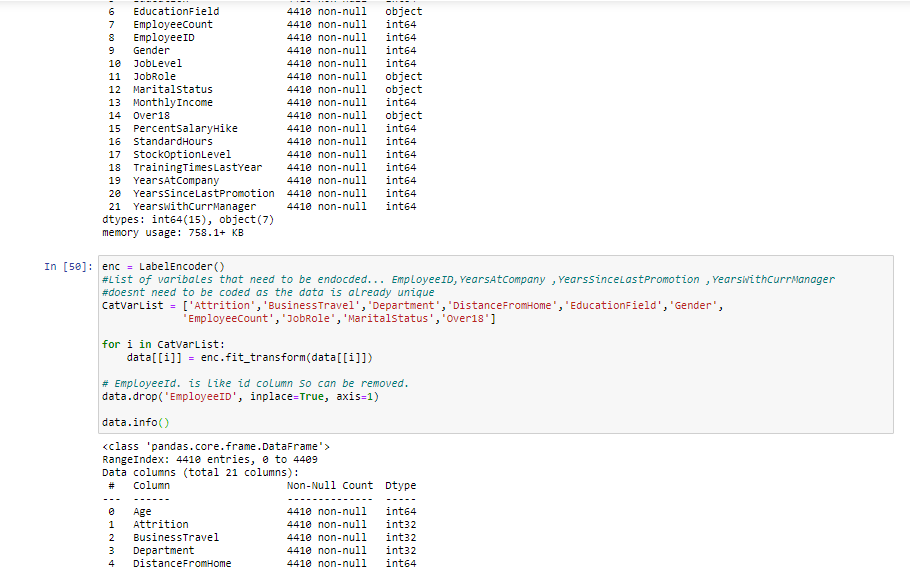 6 EducationField 4410 non-null object
7 EmployeeCount 4410 non-null int64
8 EmployeeID 4410 non-null int64
9 Gender 4410 non-null int64
10 JobLevel 4410 non-null int64
11 JobRole 4410 non-null object
12 MaritalStatus 4410 non-null object
13 MonthlyIncome 4410 non-null int64
14 Over18 4410 non-null object
15 PercentSalaryHike 4410 non-null int64
16 StandardHours 4410 non-null int64
17 StockOptionLevel 4410 non-null int64
18 TrainingTimesLastYear 4410 non-null int64
19 YearsAtCompany 4410 non-null int64
20 YearsSinceLastPromotion 4410 non-null int64
21 YearsWithCurrManager 4410 non-null int64
dtypes: int64(15), object(7)
memory usage: 758.1+ KB
In [50]: enc = LabelEncoder()
#List of varibales that need to be endocded... EmployeeID,YearsAtCompany ,YearsSinceLastPromotion ,YearsWithCurrManager
#doesnt need to be coded as the data is already unique
CatVarList = ['Attrition','BusinessTravel','Department','DistanceFromHome','EducationField','Gender',
'EmployeeCount','JobRole','MaritalStatus','Over18']
for i in CatVarList:
data[[i]] = enc.fit_transform(data[[i]])
# EmployeeId. is like id column So can be removed.
data.drop('EmployeeID', inplace=True, axis=1)
data.info()
<class 'pandas.core.frame.DataFrame'>
RangeIndex: 4410 entries, 0 to 4409
Data columns (total 21 columns):
# Column Non-Null Count Dtype
--- ------ -------------- -----
0 Age 4410 non-null int64
1 Attrition 4410 non-null int32
2 BusinessTravel 4410 non-null int32
3 Department 4410 non-null int32
4 DistanceFromHome 4410 non-null int64